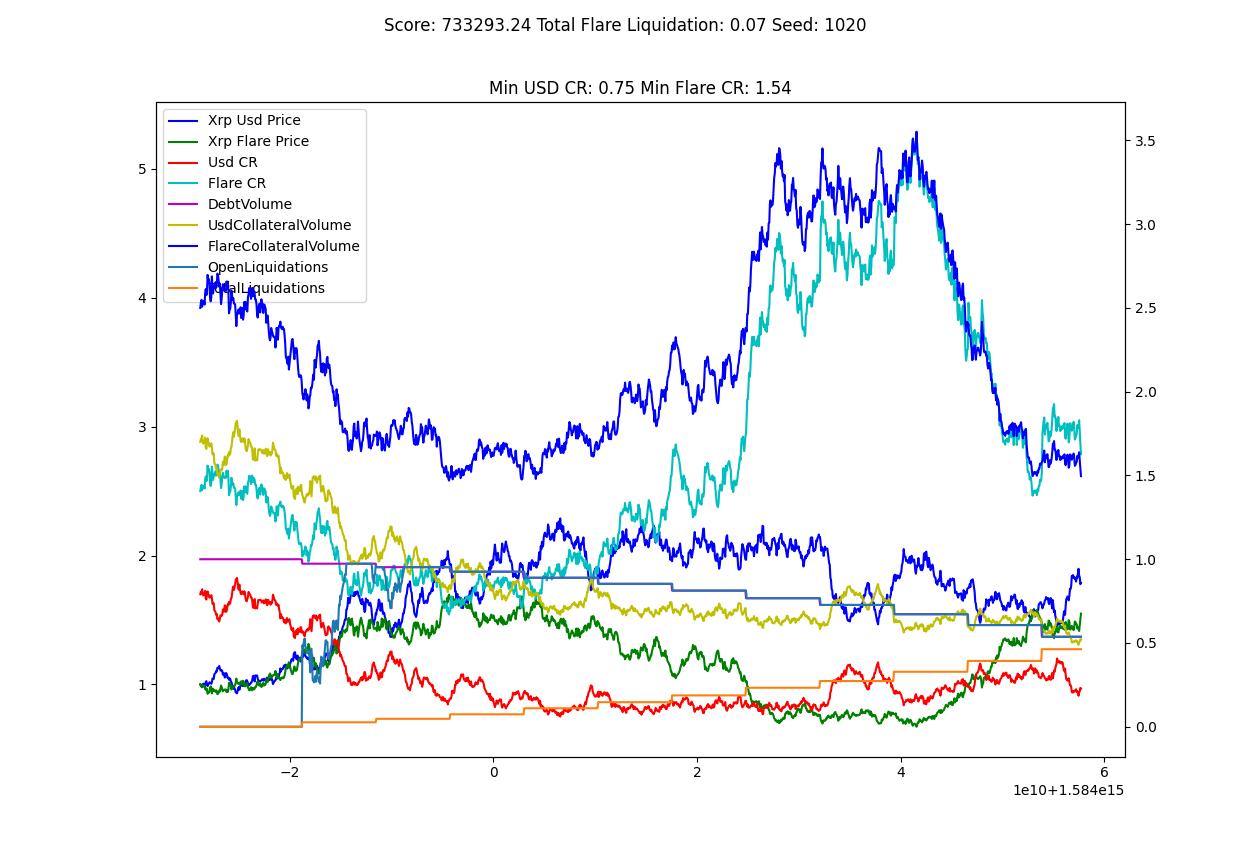 Score: 733293.24 Total Flare Liquidation: 0.07 Seed: 1020
Min USD CR: 0.75 Min Flare CR: 1.54
Xrp Usd Price
Xrp Flare Price
Usd CR
Flare CR
DebtVolume
UsdCollateralVolume
FlareCollateralVolume
OpenLiquidations
TotalLiquidations
5
4
3
2
1
3.5
3.0
2.5
2.0
1.5
1.0
0.5
0.0
−2
0
2
4
6
1e10+1.584e15